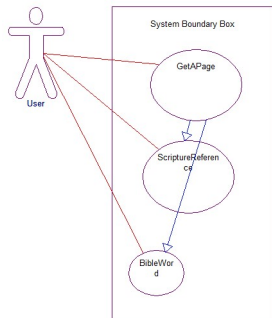 System Boundary Box
GetAPage
User
ScriptureReferen
ce
BibleWor
d